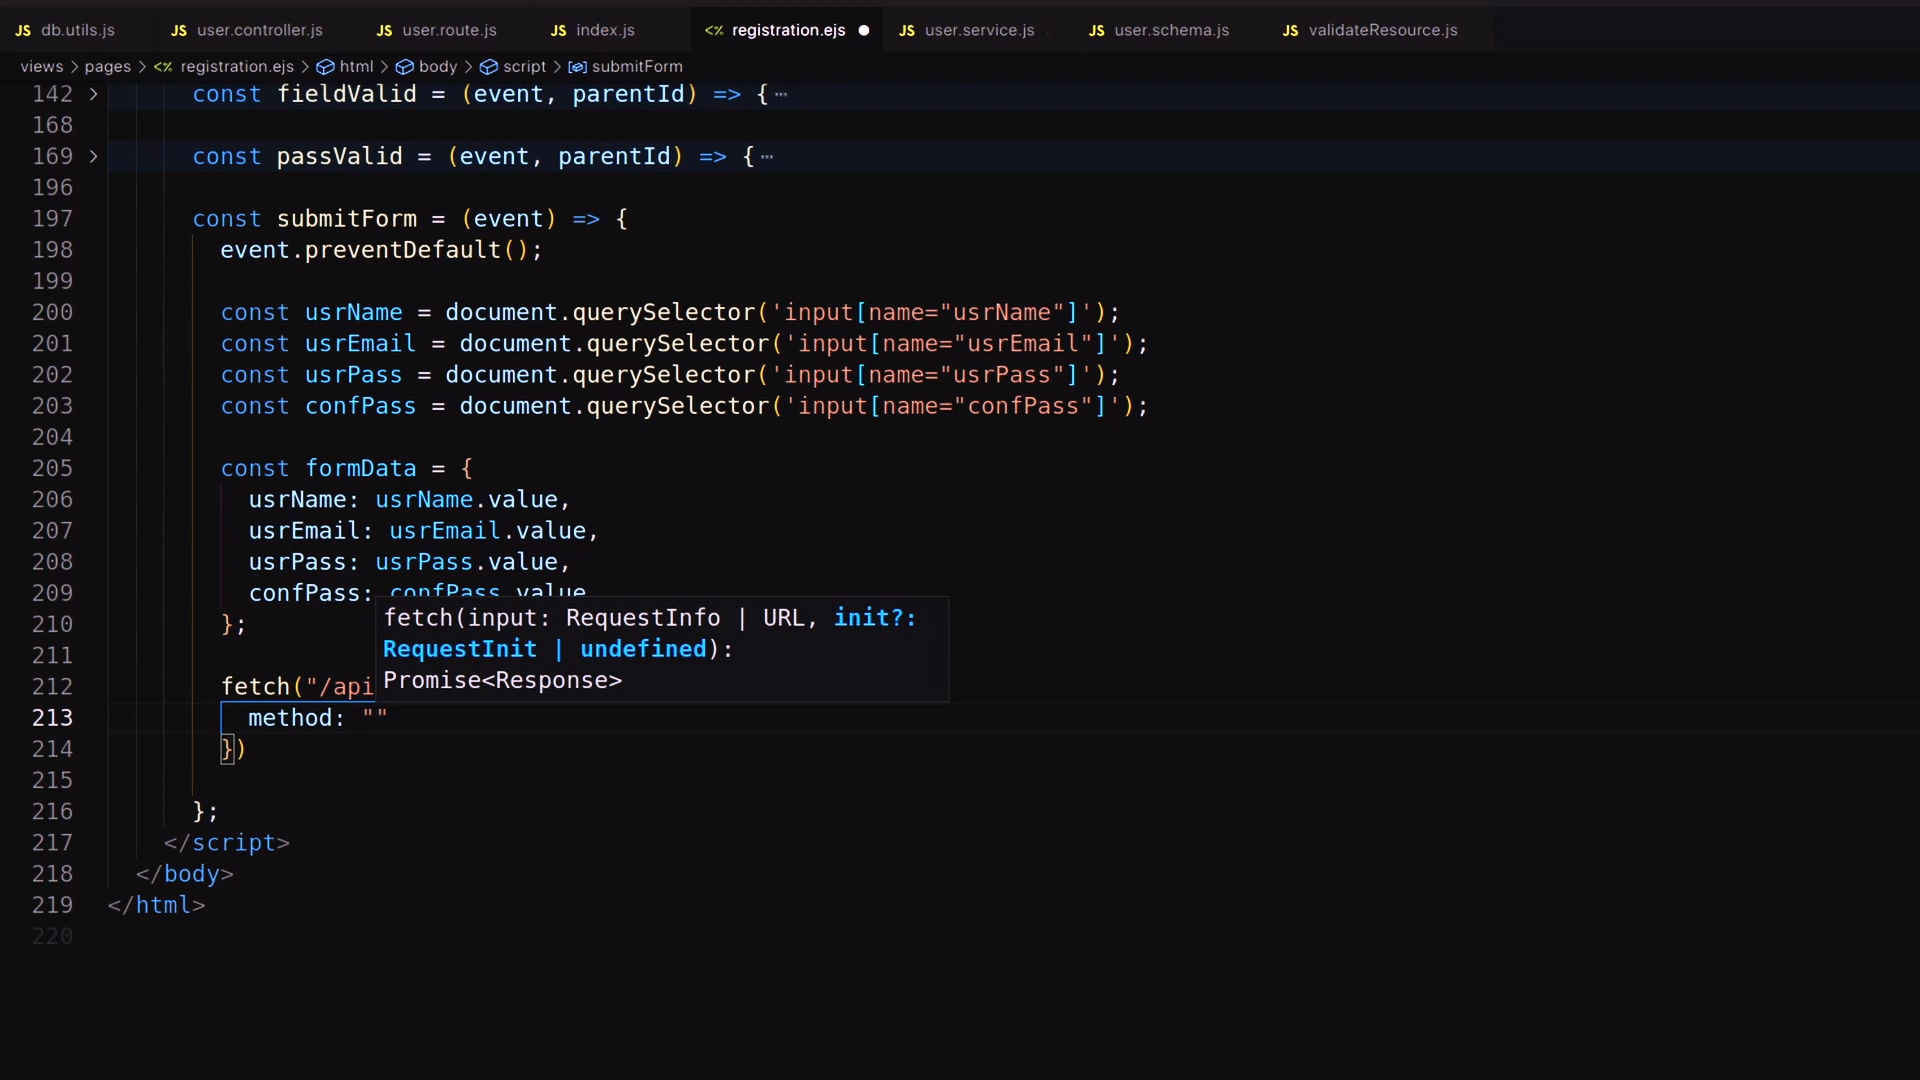 JS db.utils.js JS user.controller.js JS user.route.js JS index.js <% registration.ejs JS user.service.js JS user.schema.js JS validateResource.js
views > pages > <% registration.ejs > html > body > script > submitForm
142 > const fieldValid = (event, parentId) => { ⋯
168
169 > const passValid = (event, parentId) => { ⋯
196
197 const submitForm = (event) => {
198 event.preventDefault();
199
200 const usrName = document.querySelector('input[name="usrName"]');
201 const usrEmail = document.querySelector('input[name="usrEmail"]');
202 const usrPass = document.querySelector('input[name="usrPass"]');
203 const confPass = document.querySelector('input[name="confPass"]');
204
205 const formData = {
206 usrName: usrName.value,
207 usrEmail: usrEmail.value,
208 usrPass: usrPass.value,
209 confPass: confPass.value
210 };
fetch(input: RequestInfo | URL, init?:
RequestInit | undefined):
Promise<Response>
211
212 fetch("/api
213 method: ""
214 })
215
216 };
217 </script>
218 </body>
219 </html>
220